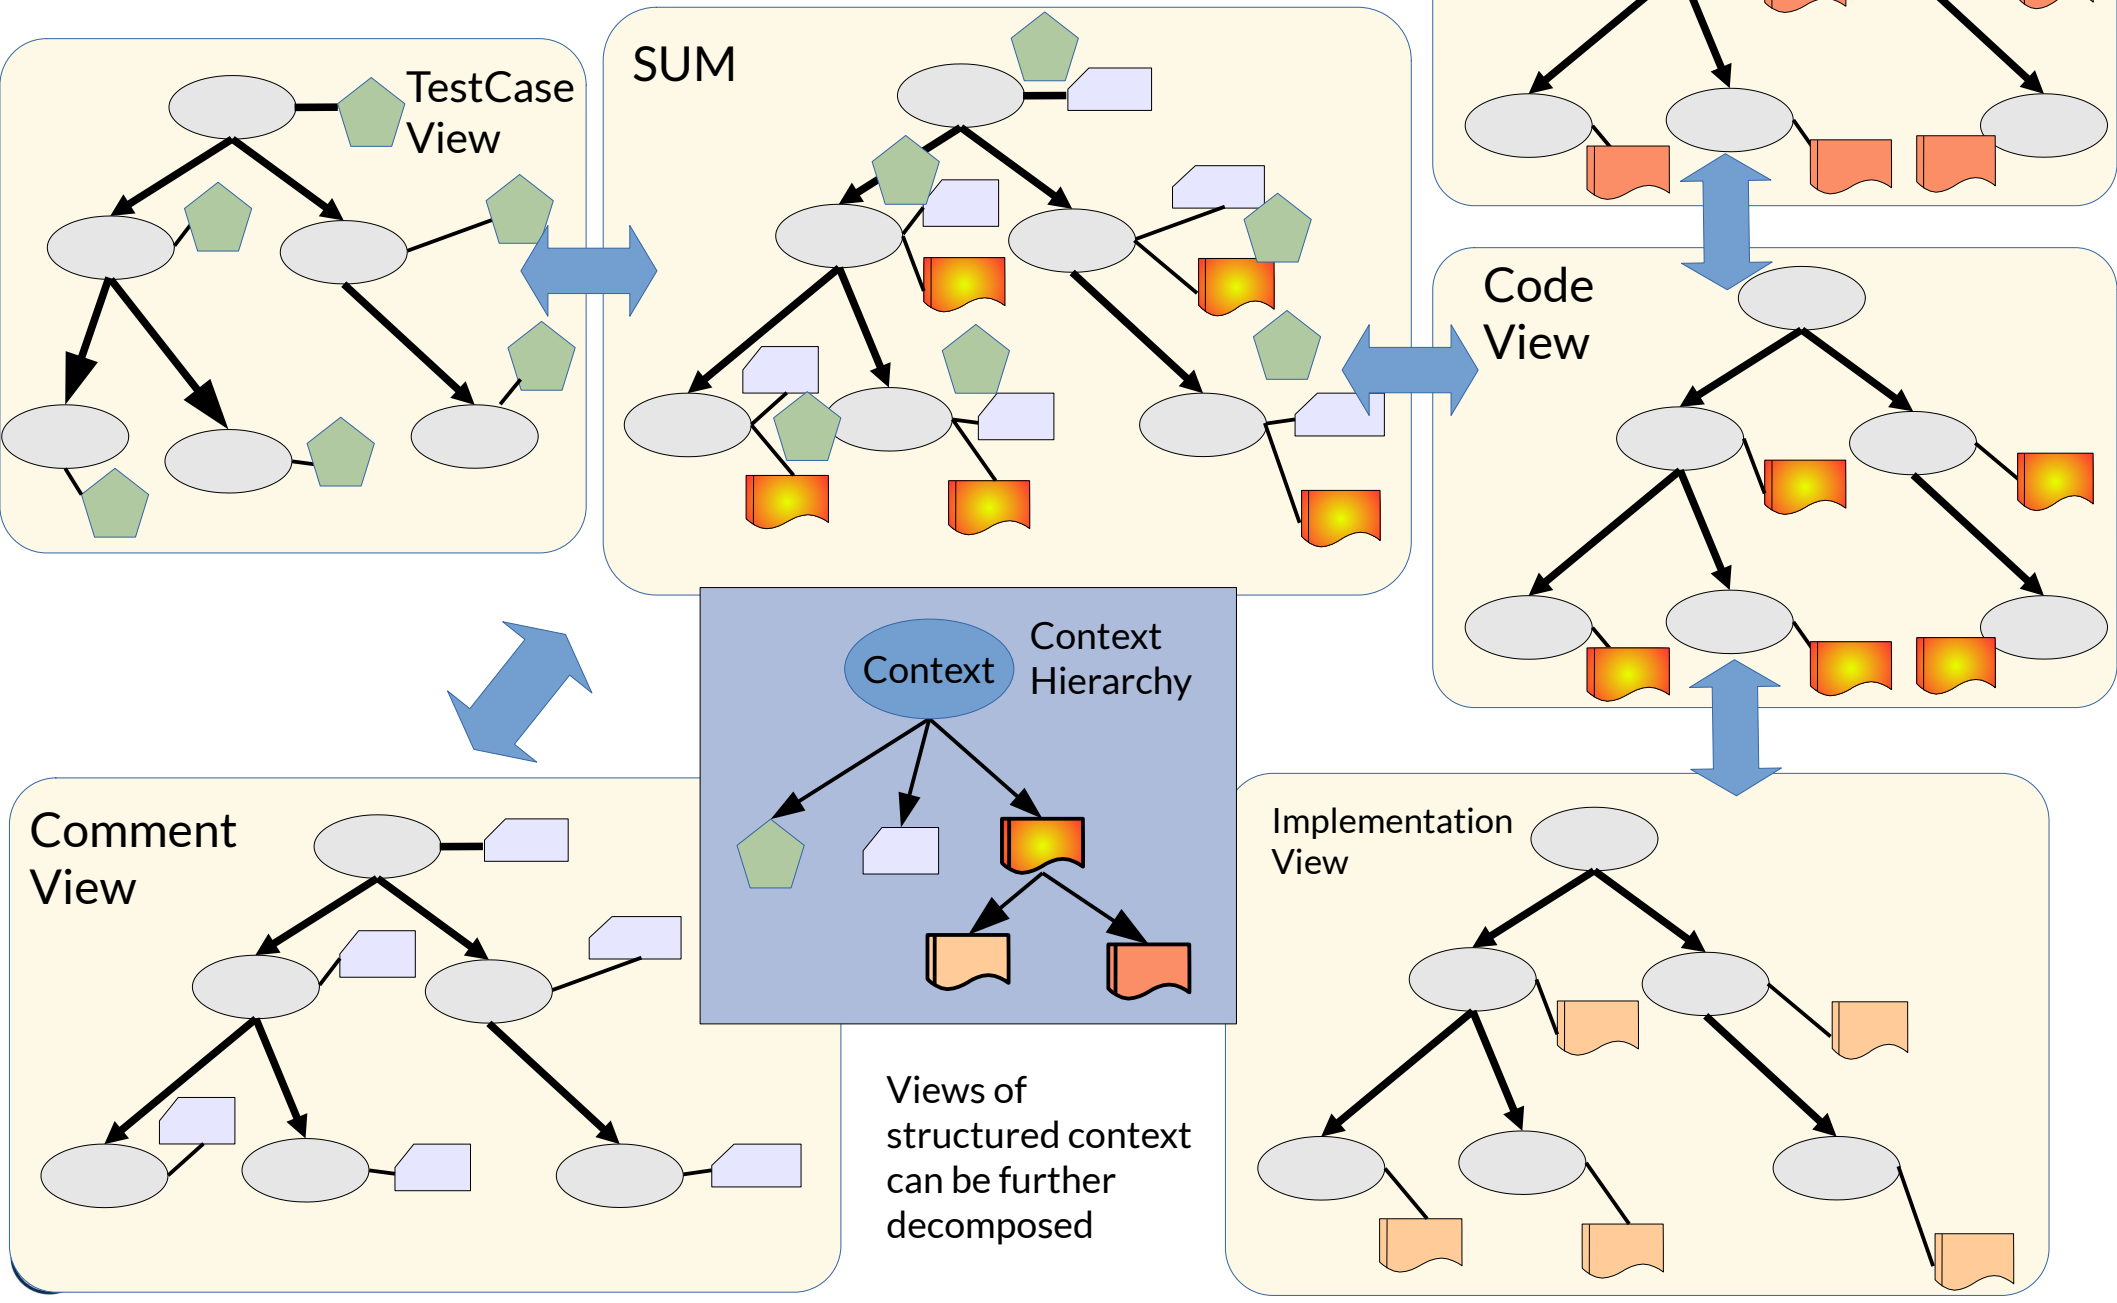 TestCase
View
SUM
Code
View
Context
Context
Hierarchy
Comment
View
Implementation
View
Views of
structured context
can be further
decomposed